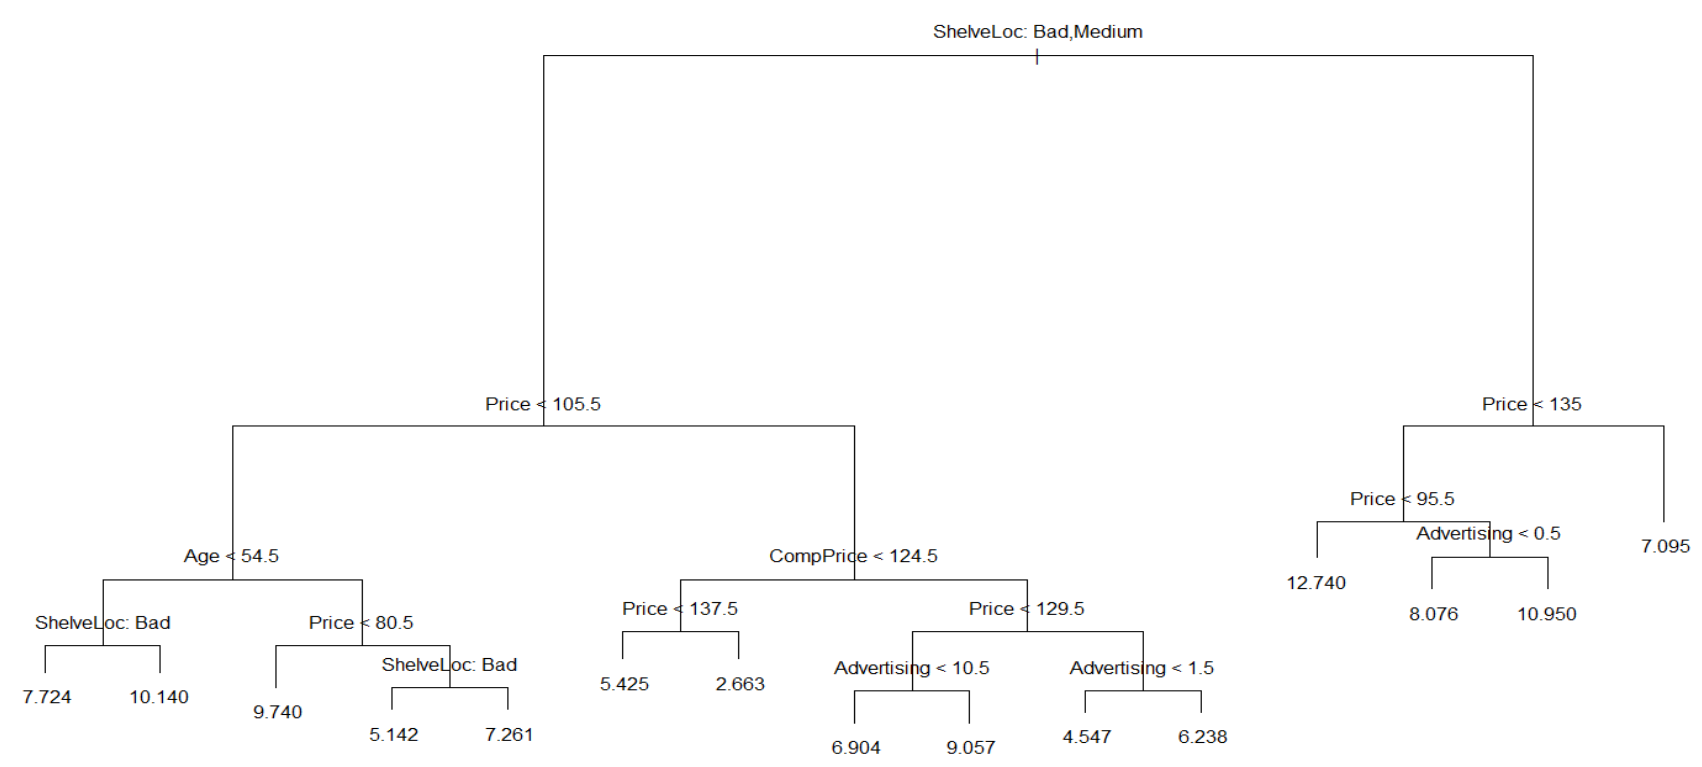 ShelveLoc: Bad,Medium
Price < 105.5
Price < 135
Price < 95.5
Advertising < 0.5
7.095
Age < 54.5
CompPrice < 124.5
12.740
8.076
10.950
ShelveLoc: Bad
Price < 80.5
Price < 137.5
Price < 129.5
ShelveLoc: Bad
Advertising < 10.5
Advertising < 1.5
7.724
10.140
9.740
5.142
7.261
5.425
2.663
6.904
9.057
4.547
6.238